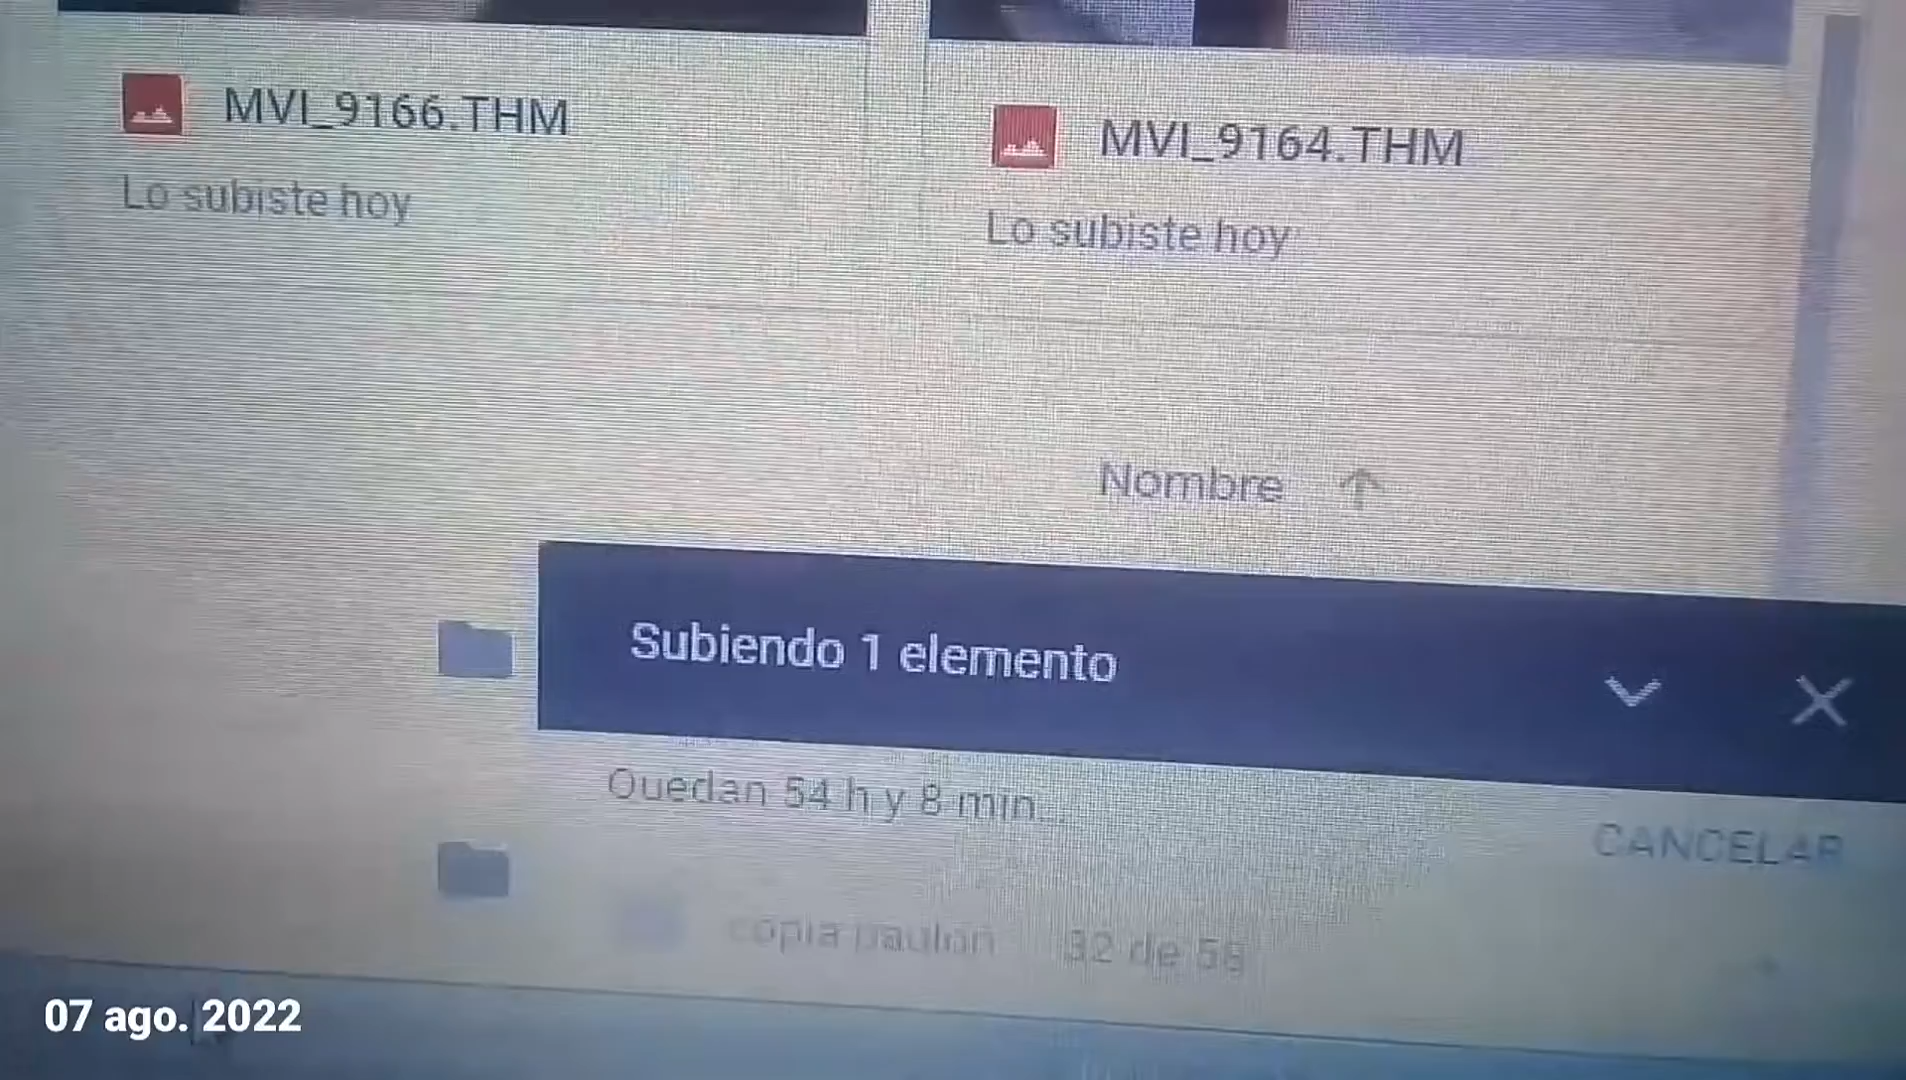 MVI_9166.THM
Lo subiste hoy
MVI_9164.THM
Lo subiste hoy
Nombre
Subiendo 1 elemento
Quedan 54 h y 8 min...
CANCELAR
copia paulan 32 de 58
07 ago. 2022